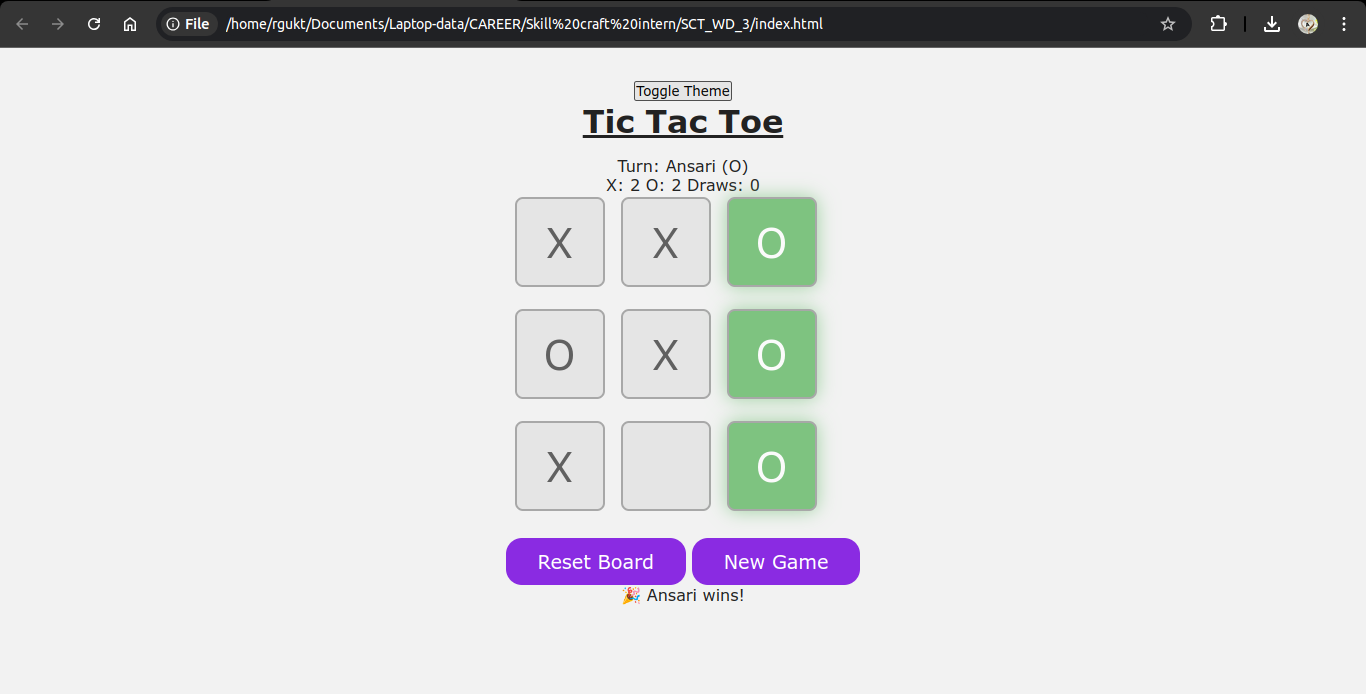 File /home/rgukt/Documents/Laptop-data/CAREER/Skill%20craft%20intern/SCT_WD_3/index.html
Toggle Theme
Tic Tac Toe
Turn: Ansari (O)
X: 2 O: 2 Draws: 0
X X O
O X O
X O
Reset Board New Game
🎉 Ansari wins!